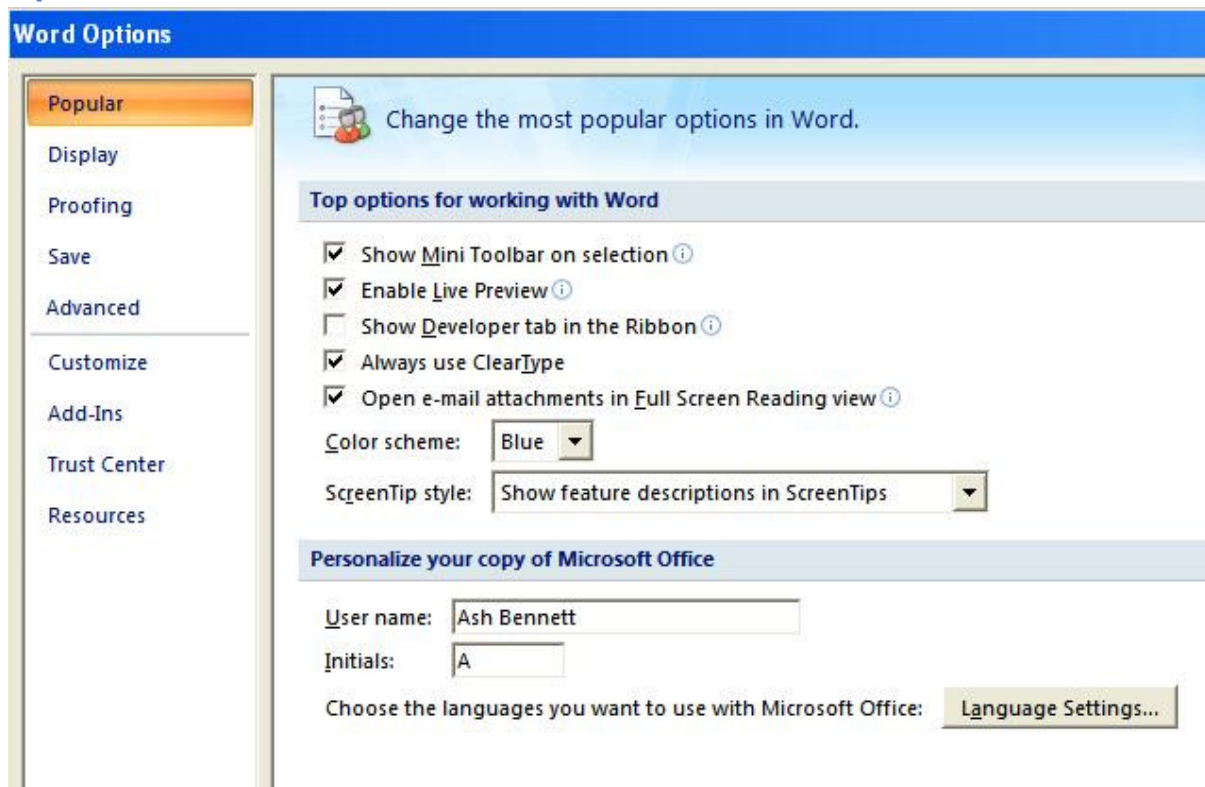 Word Options
Popular
Display
Proofing
Save
Advanced
Customize
Add-Ins
Trust Center
Resources
Change the most popular options in Word.
Top options for working with Word
Show Mini Toolbar on selection
Enable Live Preview
Show Developer tab in the Ribbon
Always use ClearType
Open e-mail attachments in Full Screen Reading view
Color scheme: Blue
ScreenTip style: Show feature descriptions in ScreenTips
Personalize your copy of Microsoft Office
User name: Ash Bennett
Initials: A
Choose the languages you want to use with Microsoft Office: Language Settings...